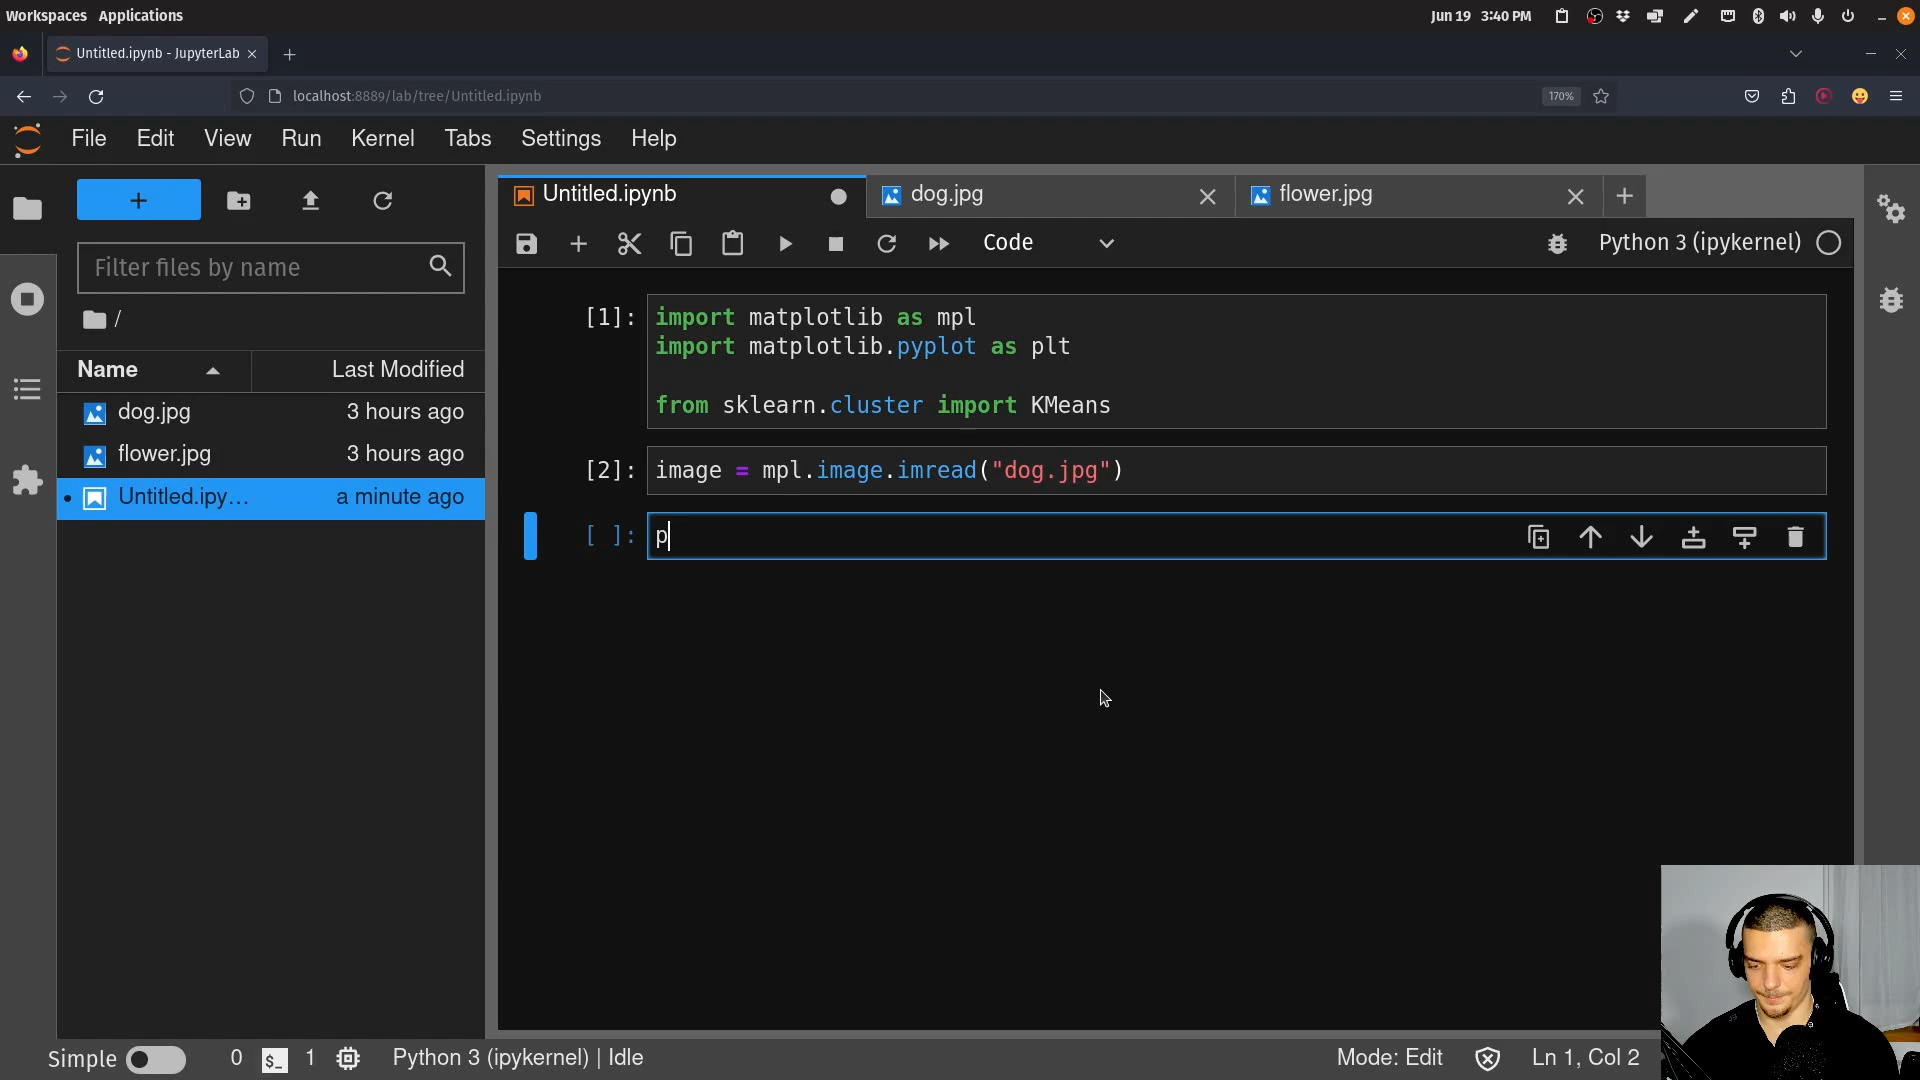 Workspaces Applications
Jun 19 3:40 PM
Untitled.ipynb - JupyterLab
localhost:8889/lab/tree/Untitled.ipynb
170%
File Edit View Run Kernel Tabs Settings Help
Untitled.ipynb
dog.jpg
flower.jpg
Code
Python 3 (ipykernel)
Filter files by name
/
Name
Last Modified
dog.jpg 3 hours ago
flower.jpg 3 hours ago
Untitled.ipy… a minute ago
[1]: import matplotlib as mpl
import matplotlib.pyplot as plt
from sklearn.cluster import KMeans
[2]: image = mpl.image.imread("dog.jpg")
[ ]: p
Simple 0 $_ 1 Python 3 (ipykernel) | Idle
Mode: Edit Ln 1, Col 2